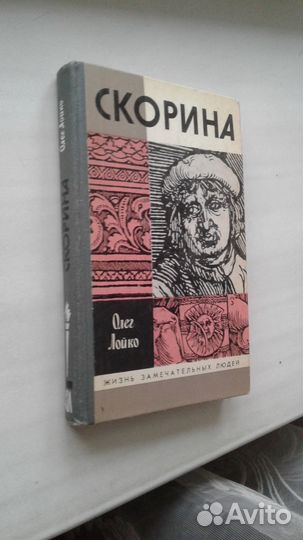 Олег Лойко
СКОРИНА
СКОРИНА
Олег
Лойко
ЖИЗНЬ ЗАМЕЧАТЕЛЬНЫХ ЛЮДЕЙ
Avito